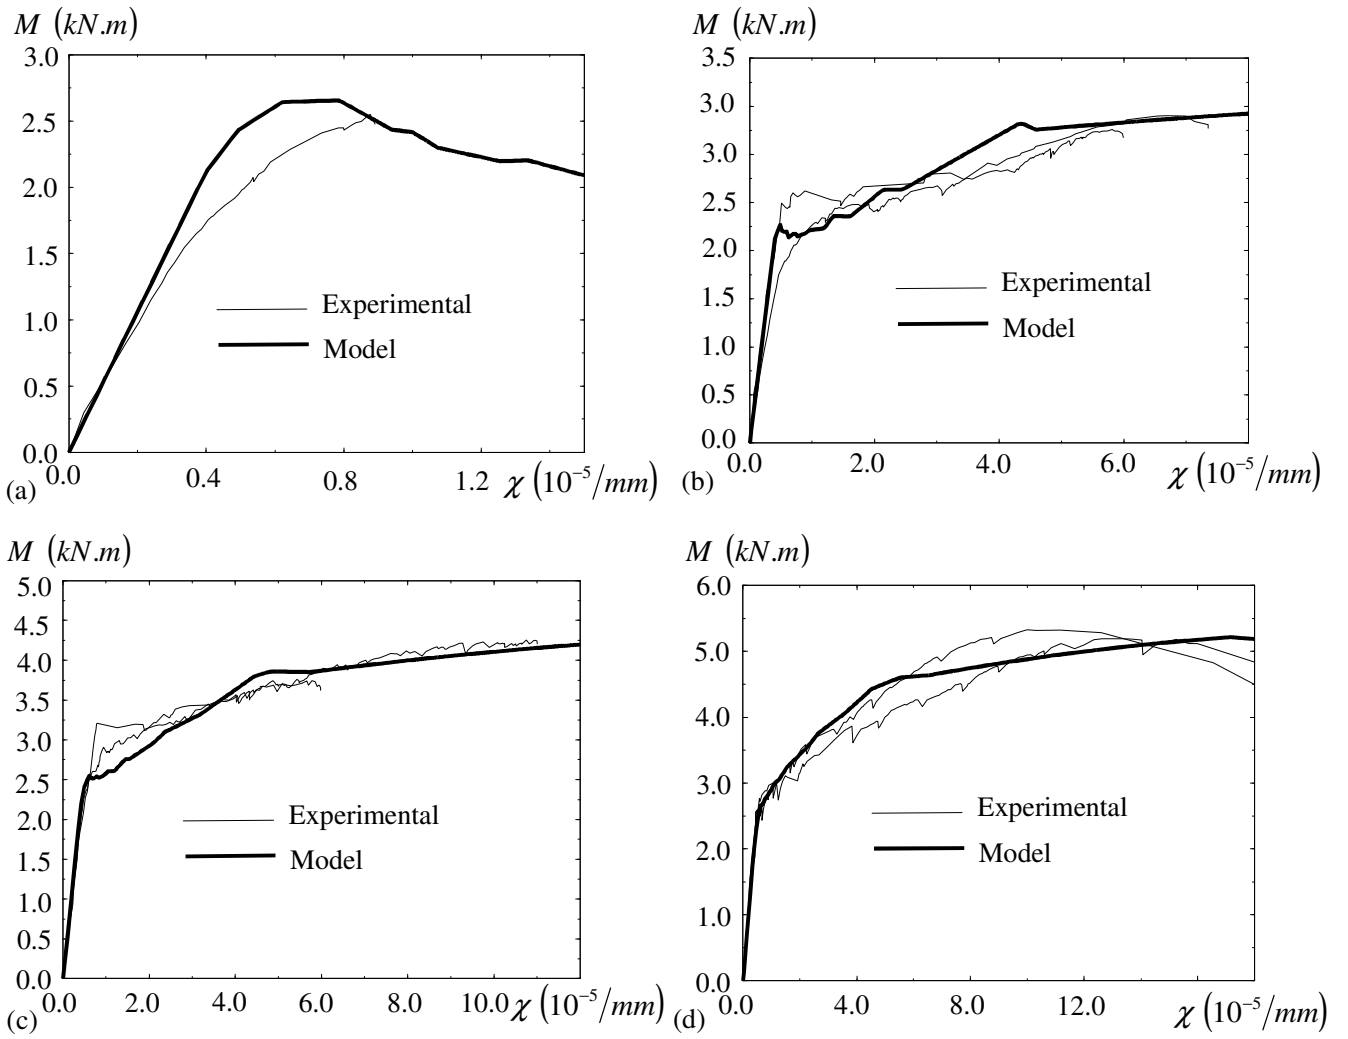 M (kN.m)
3.0
2.5
2.0
1.5
1.0
0.5
0.0
Experimental
Model
0.0 0.4 0.8 1.2 χ (10⁻⁵/mm)
(a)
M (kN.m)
3.5
3.0
3.0
2.5
2.0
1.5
1.0
0.5
0.0
Experimental
Model
0.0 2.0 4.0 6.0
χ (10⁻⁵/mm)
(b)
M (kN.m)
5.0
4.5
4.0
3.5
3.0
2.5
2.0
1.5
1.0
0.5
0.0
Experimental
Model
0.0 2.0 4.0 6.0 8.0 10.0 χ (10⁻⁵/mm)
(c)
M (kN.m)
6.0
5.0
4.0
3.0
2.0
1.0
0.0
Experimental
Model
0.0 4.0 8.0 12.0
χ (10⁻⁵/mm)
(d)